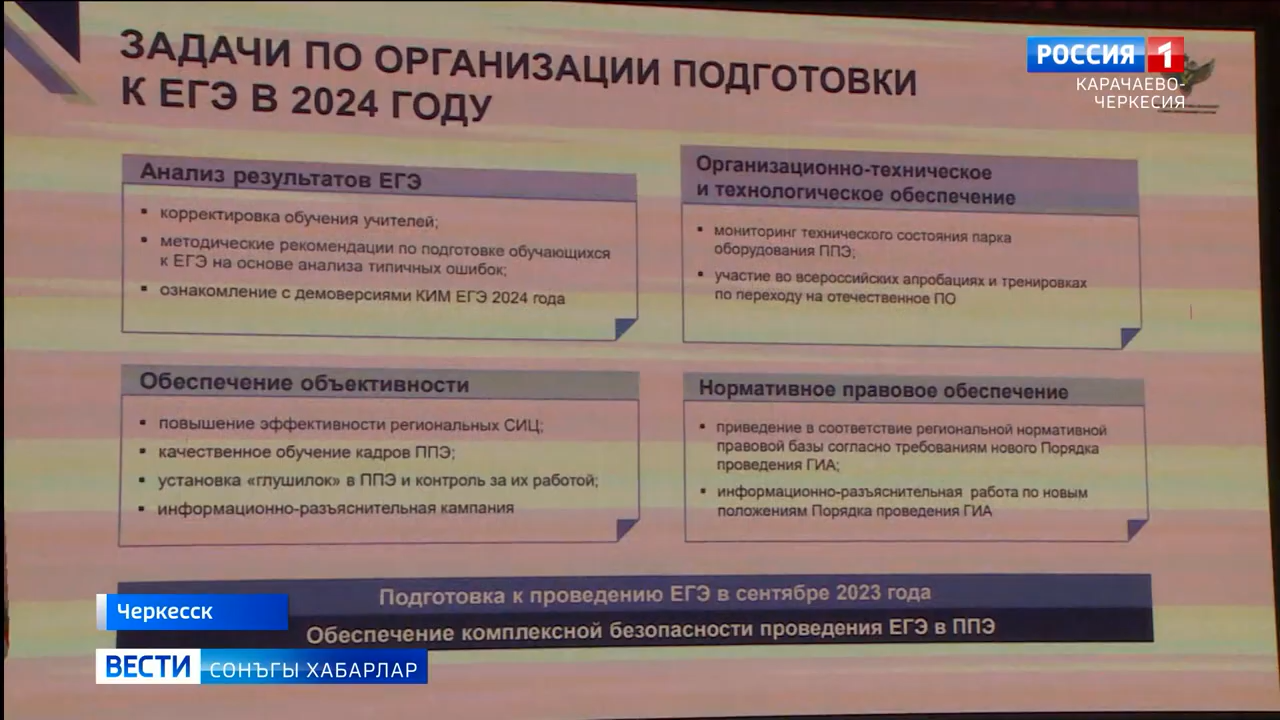 ЗАДАЧИ ПО ОРГАНИЗАЦИИ ПОДГОТОВКИ
К ЕГЭ В 2024 ГОДУ
РОССИЯ 1
КАРАЧАЕВО-
ЧЕРКЕСИЯ
Анализ результатов ЕГЭ
▪ корректировка обучения учителей;
▪ методические рекомендации по подготовке обучающихся
к ЕГЭ на основе анализа типичных ошибок;
▪ ознакомление с демоверсиями КИМ ЕГЭ 2024 года
Организационно-техническое
и технологическое обеспечение
▪ мониторинг технического состояния парка
оборудования ППЭ;
▪ участие во всероссийских апробациях и тренировках
по переходу на отечественное ПО
Обеспечение объективности
▪ повышение эффективности региональных СИЦ;
▪ качественное обучение кадров ППЭ;
▪ установка «глушилок» в ППЭ и контроль за их работой;
▪ информационно-разъяснительная кампания
Нормативное правовое обеспечение
▪ приведение в соответствие региональной нормативной
правовой базы согласно требованиям нового Порядка
проведения ГИА;
▪ информационно-разъяснительная работа по новым
положениям Порядка проведения ГИА
Подготовка к проведению ЕГЭ в сентябре 2023 года
Обеспечение комплексной безопасности проведения ЕГЭ в ППЭ
Черкесск
ВЕСТИ СОНЪГЫ ХАБАРЛАР